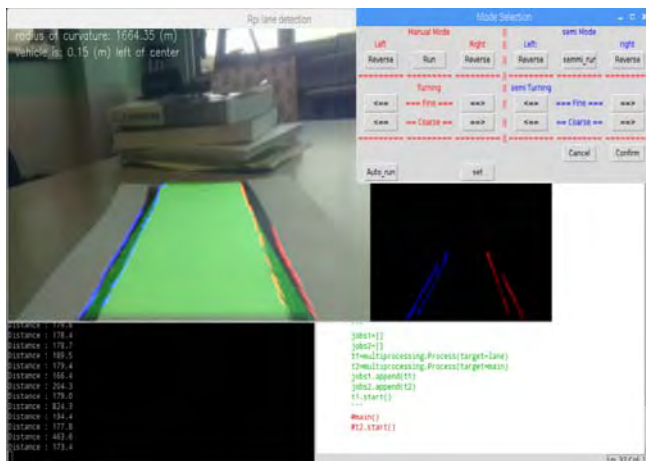 Rpi lane detection
radius of curvature: 1664.35 (m)
vehicle is: 0.15 (m) left of center
Mode Selection
Manual Mode || semi Mode
Left Right || Left: right
Reverse Run Reverse || Reverse semmi_run Reverse
Turning || semi Turning
<== === Fine === ==> || <== === Fine === ==>
<== == Coarse == ==> || <== == Coarse == ==>
Cancel Confirm
Auto_run set
Distance : 178.4
Distance : 178.7
Distance : 189.5
Distance : 179.4
Distance : 166.4
Distance : 204.3
Distance : 179.0
Distance : 824.3
Distance : 194.4
Distance : 177.8
Distance : 463.6
Distance : 173.4
jobs1=[]
jobs2=[]
t1=multiprocessing.Process(target=lane)
t2=multiprocessing.Process(target=main)
jobs1.append(t1)
jobs2.append(t2)
t1.start()
'''
#main()
#t2.start()